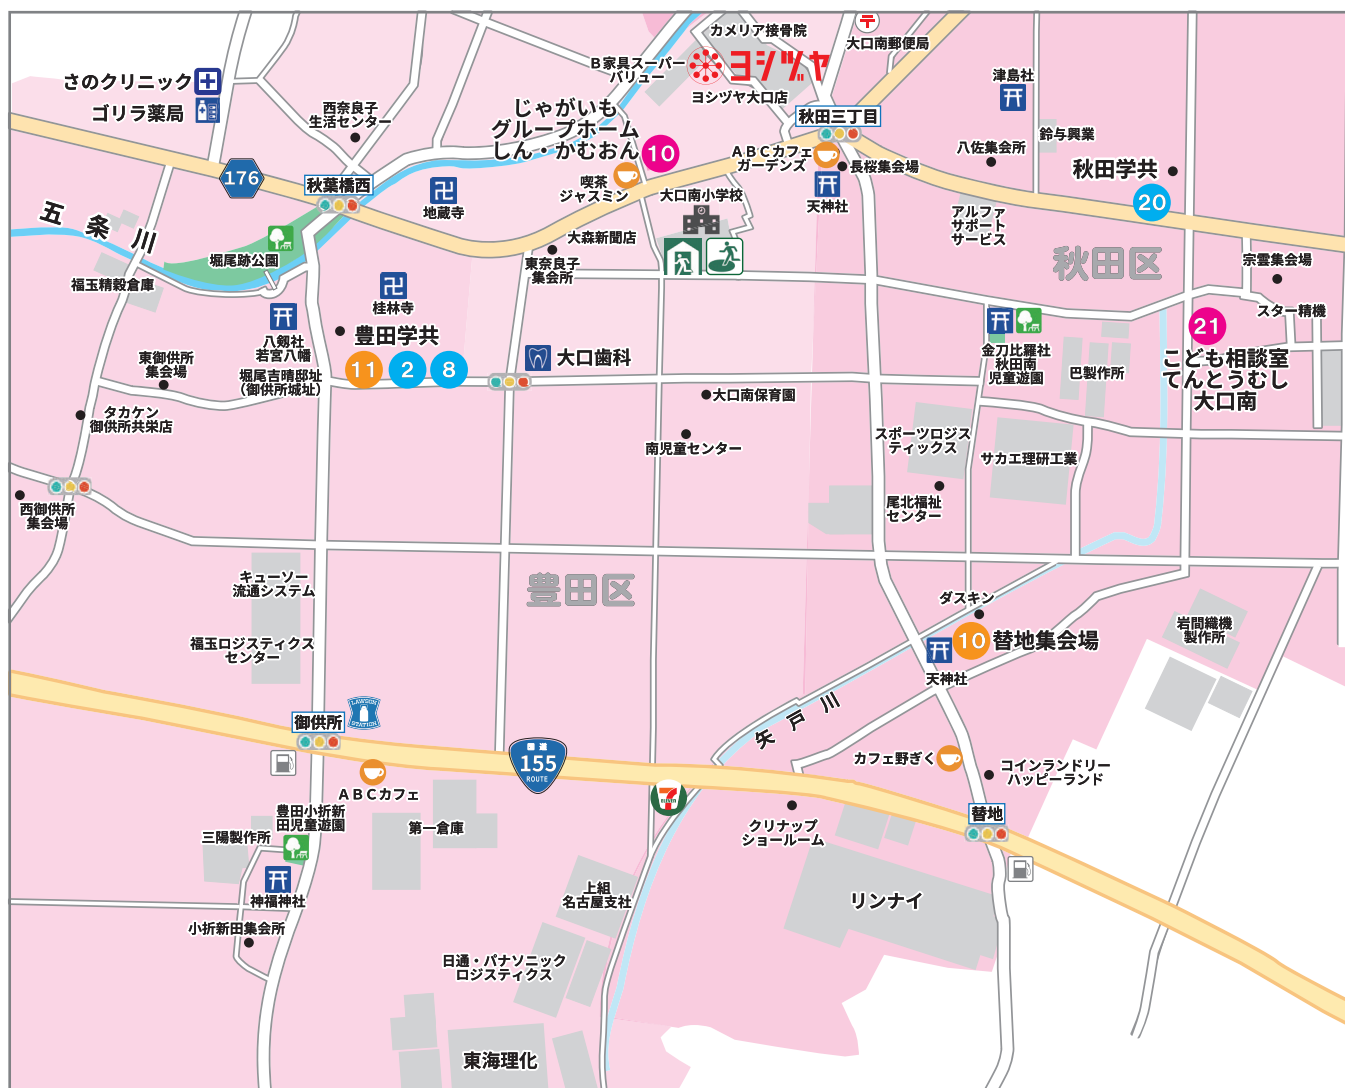 カメリア接骨院
大口南郵便局
B家具スーパー
バリュー
ヨシヅヤ
ヨシヅヤ大口店
さのクリニック
ゴリラ薬局
西奈良子
生活センター
じゃがいも
グループホーム
しん・かむおん
10
秋田三丁目
ABCカフェ
ガーデンズ
長桜集会場
天神社
津島社
鈴与興業
八佐集会所
秋田学共
20
176
秋葉橋西
地蔵寺
喫茶
ジャスミン
大口南小学校
アルファ
サポート
サービス
五条川
大森新聞店
東奈良子
集会所
堀尾跡公園
福玉精穀倉庫
秋田区
宗雲集会場
スター精機
桂林寺
八剱社
若宮八幡
豊田学共
11
2
8
大口歯科
東御供所
集会場
堀尾吉晴邸址
(御供所城址)
金刀比羅社
秋田南
児童遊園
巴製作所
21
こども相談室
てんとうむし
大口南
タカケン
御供所共栄店
大口南保育園
南児童センター
スポーツロジス
ティックス
サカエ理研工業
尾北福祉
センター
西御供所
集会場
キューソー
流通システム
豊田区
福玉ロジスティクス
センター
ダスキン
10
替地集会場
天神社
岩間織機
製作所
矢戸川
御供所
LAWSON
STATION
国道
155
ROUTE
カフェ野ぎく
コインランドリー
ハッピーランド
ABCカフェ
7
ELEVEN
クリナップ
ショールーム
替地
豊田小折新
田児童遊園
三陽製作所
第一倉庫
神福神社
小折新田集会所
上組
名古屋支社
リンナイ
日通・パナソニック
ロジスティクス
東海理化